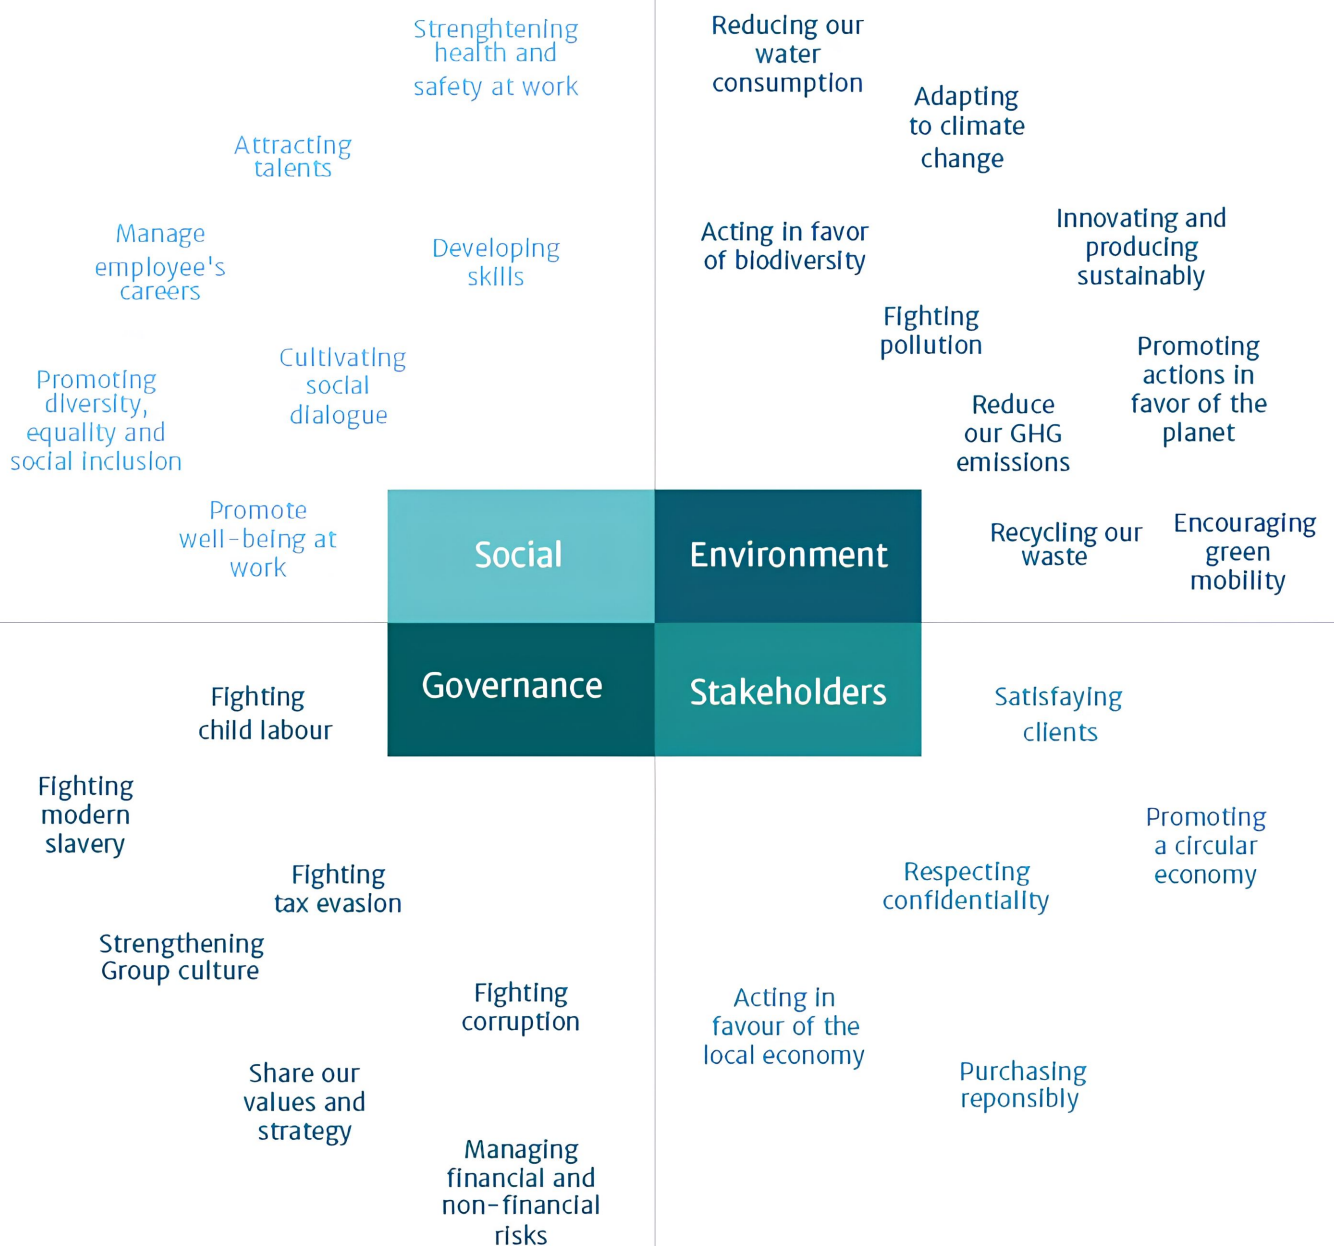 Strenghtening
health and
safety at work
Attracting
talents
Manage
employee's
careers
Developing
skills
Cultivating
social
dialogue
Promoting
diversity,
equality and
social inclusion
Promote
well-being at
work
Social
Reducing our
water
consumption
Adapting
to climate
change
Acting in favor
of biodiversity
Innovating and
producing
sustainably
Fighting
pollution
Promoting
actions in
favor of the
planet
Reduce
our GHG
emissions
Recycling our
waste
Encouraging
green
mobility
Environment
Governance
Fighting
child labour
Fighting
modern
slavery
Fighting
tax evasion
Strengthening
Group culture
Fighting
corruption
Share our
values and
strategy
Managing
financial and
non-financial
risks
Stakeholders
Satisfaying
clients
Promoting
a circular
economy
Respecting
confidentiality
Acting in
favour of the
local economy
Purchasing
reponsibly